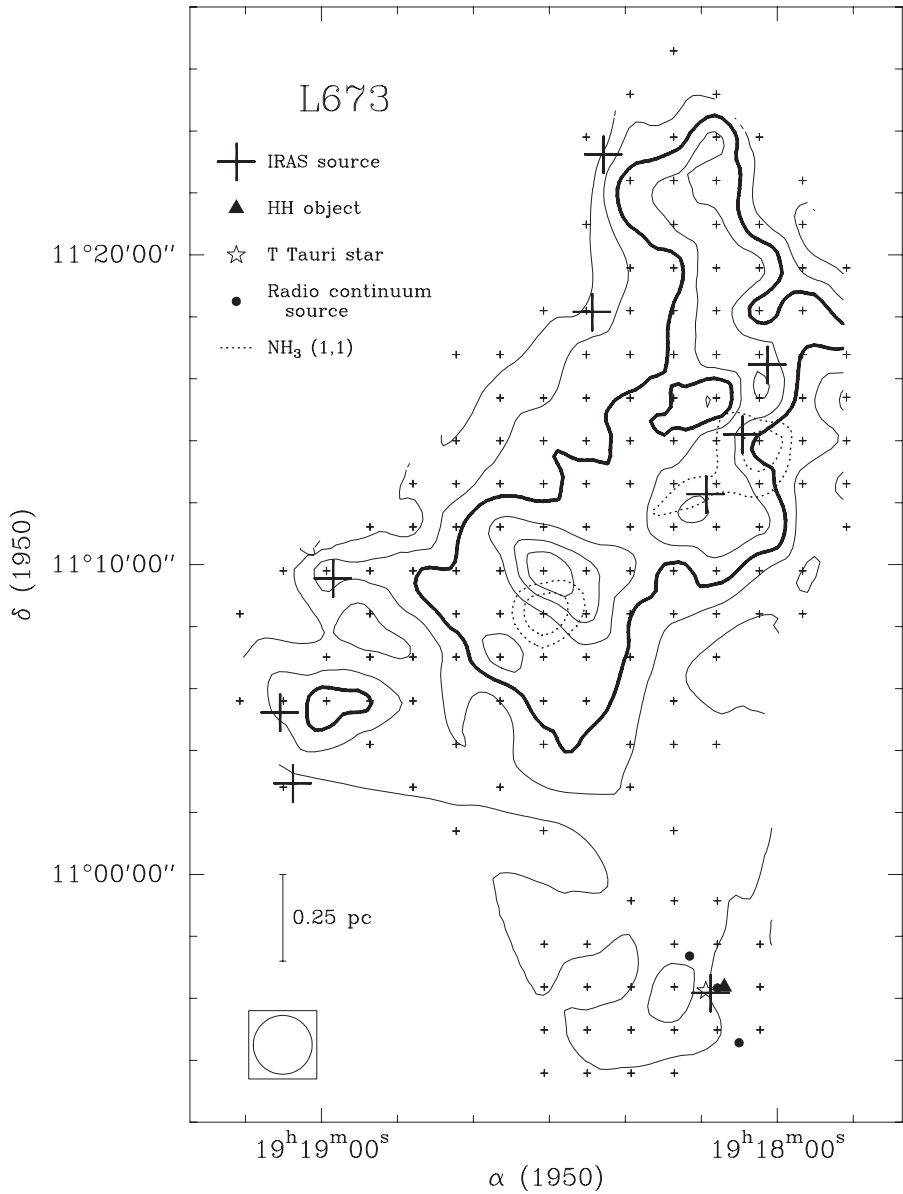 L673
IRAS source
HH object
T Tauri star
Radio continuum
source
NH₃ (1,1)
11°20′00″
11°10′00″
11°00′00″
δ (1950)
0.25 pc
19ʰ19ᵐ00ˢ
19ʰ18ᵐ00ˢ
α (1950)